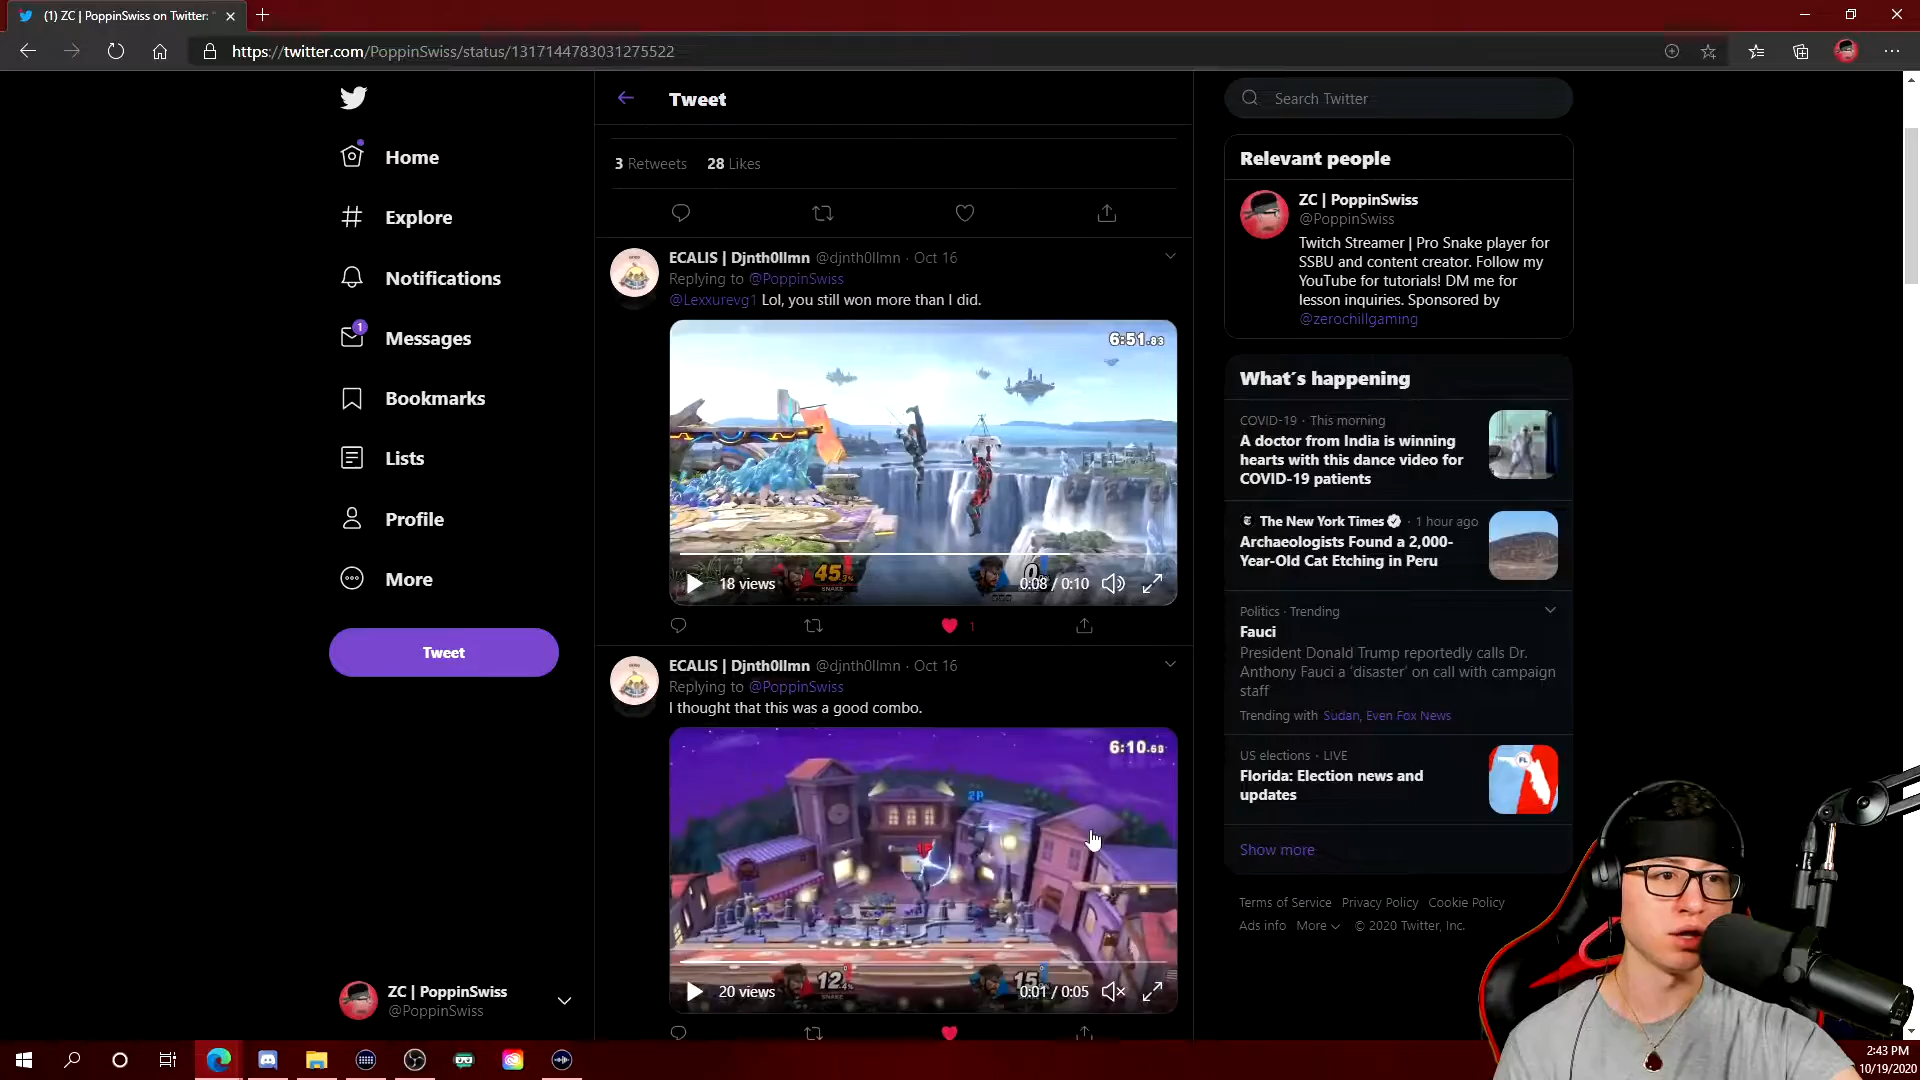 (1) ZC | PoppinSwiss on Twitter: "
https://twitter.com/PoppinSwiss/status/1317144783031275522
Home
Explore
Notifications
1
Messages
Bookmarks
Lists
Profile
More
Tweet
ZC | PoppinSwiss
@PoppinSwiss
Tweet
3 Retweets 28 Likes
ECALIS | Djnth0llmn @djnth0llmn · Oct 16
Replying to @PoppinSwiss
@Lexxurevg1 Lol, you still won more than I did.
6:51.83
45
SNAKE
0
18 views
0:08 / 0:10
1
ECALIS | Djnth0llmn @djnth0llmn · Oct 16
Replying to @PoppinSwiss
I thought that this was a good combo.
6:10.69
2P
12
SNAKE
15
20 views
0:01 / 0:05
Search Twitter
Relevant people
ZC | PoppinSwiss
@PoppinSwiss
Twitch Streamer | Pro Snake player for
SSBU and content creator. Follow my
YouTube for tutorials! DM me for
lesson inquiries. Sponsored by
@zerochillgaming
What's happening
COVID-19 · This morning
A doctor from India is winning
hearts with this dance video for
COVID-19 patients
The New York Times · 1 hour ago
Archaeologists Found a 2,000-
Year-Old Cat Etching in Peru
Politics · Trending
Fauci
President Donald Trump reportedly calls Dr.
Anthony Fauci a 'disaster' on call with campaign
staff
Trending with Sudan, Even Fox News
US elections · LIVE
Florida: Election news and
updates
FL
Show more
Terms of Service Privacy Policy Cookie Policy
Ads info More © 2020 Twitter, Inc.
2:43 PM
10/19/2020